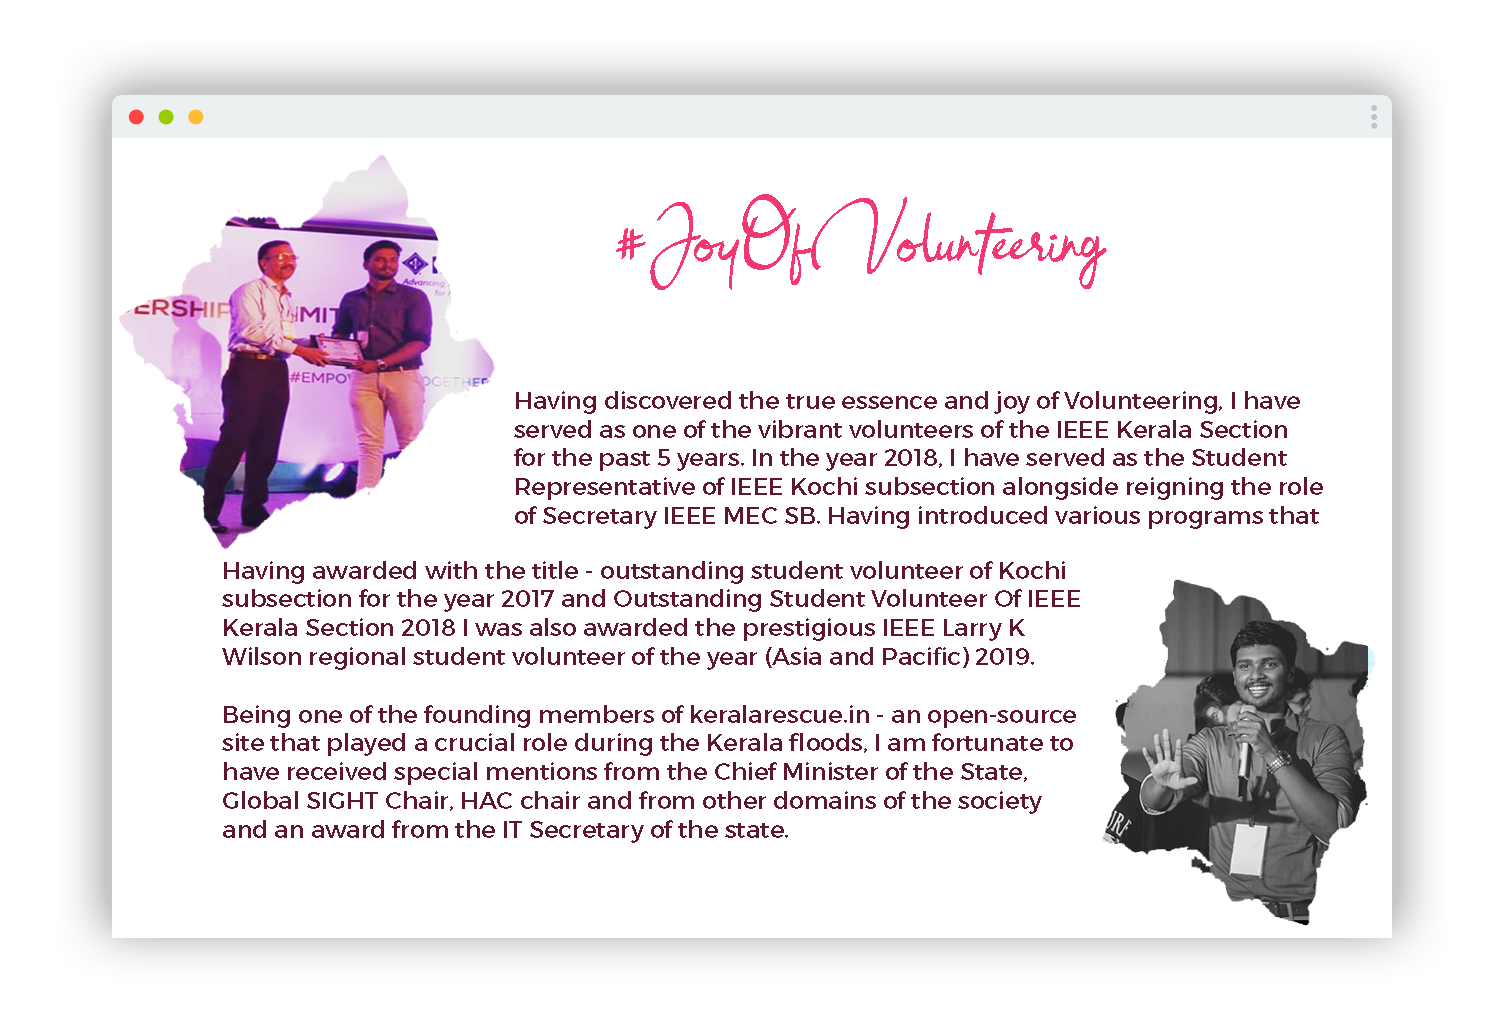 #JoyOfVolunteering
ERSHIP
MIT
Advancing
for
#EMPO
OGETHER
Having discovered the true essence and joy of Volunteering, I have
served as one of the vibrant volunteers of the IEEE Kerala Section
for the past 5 years. In the year 2018, I have served as the Student
Representative of IEEE Kochi subsection alongside reigning the role
of Secretary IEEE MEC SB. Having introduced various programs that
Having awarded with the title - outstanding student volunteer of Kochi
subsection for the year 2017 and Outstanding Student Volunteer Of IEEE
Kerala Section 2018 I was also awarded the prestigious IEEE Larry K
Wilson regional student volunteer of the year (Asia and Pacific) 2019.
Being one of the founding members of keralarescue.in - an open-source
site that played a crucial role during the Kerala floods, I am fortunate to
have received special mentions from the Chief Minister of the State,
Global SIGHT Chair, HAC chair and from other domains of the society
and an award from the IT Secretary of the state.